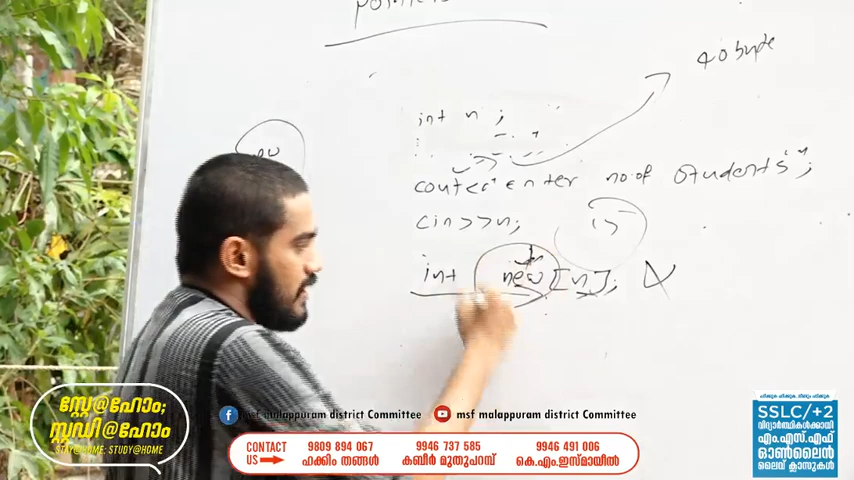 40 byte
int n ;
cout<<"enter no.of students";
cin>>n;
int new [n];
സ്റ്റേ@ഹോം;
സ്റ്റഡി@ഹോം
STAY@HOME: STUDY@HOME
msf malappuram district Committee
msf malappuram district Committee
CONTACT US
9809 894 067
ഹക്കിം തങ്ങൾ
9946 737 585
കബീർ മുതുപറമ്പ്
9946 491 006
കെ.എം.ഇസ്മായീൽ
SSLC/+2
വിദ്യാർത്ഥികൾക്കായി
എം.എസ്.എഫ്
ഓൺലൈൻ
ലൈവ് ക്ലാസുകൾ